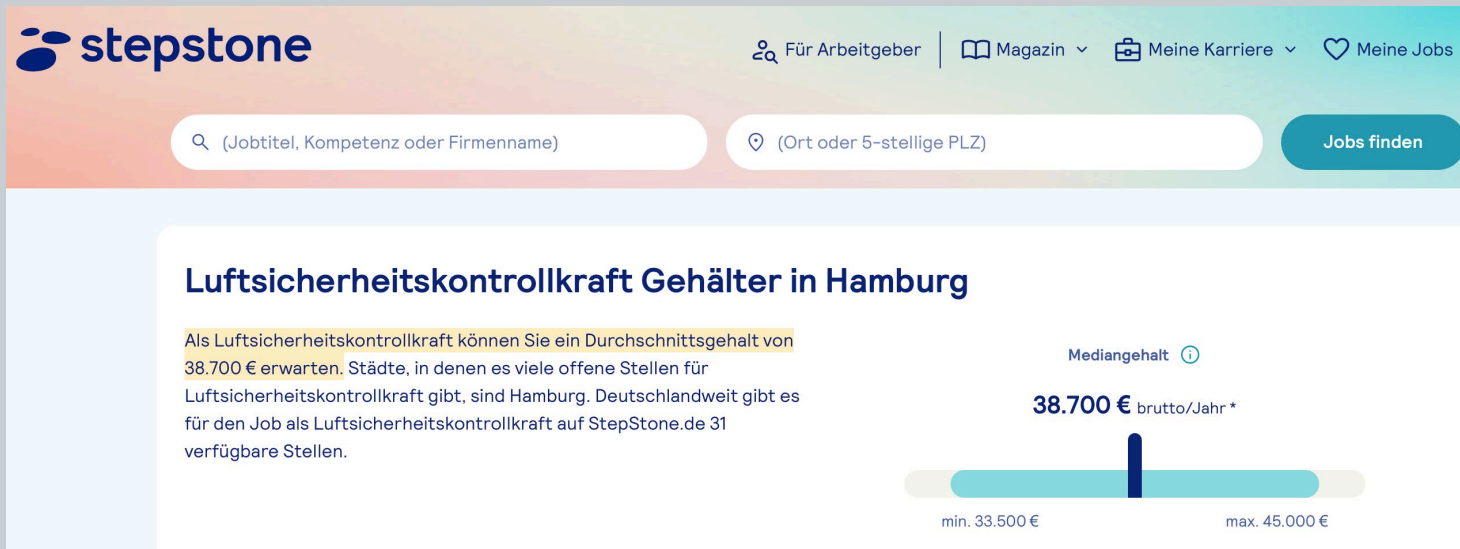 stepstone
Für Arbeitgeber
Magazin
Meine Karriere
Meine Jobs
(Jobtitel, Kompetenz oder Firmenname)
(Ort oder 5-stellige PLZ)
Jobs finden
Luftsicherheitskontrollkraft Gehälter in Hamburg
Als Luftsicherheitskontrollkraft können Sie ein Durchschnittsgehalt von
38.700 € erwarten. Städte, in denen es viele offene Stellen für
Luftsicherheitskontrollkraft gibt, sind Hamburg. Deutschlandweit gibt es
für den Job als Luftsicherheitskontrollkraft auf StepStone.de 31
verfügbare Stellen.
Mediangehalt
38.700 € brutto/Jahr *
min. 33.500 €
max. 45.000 €